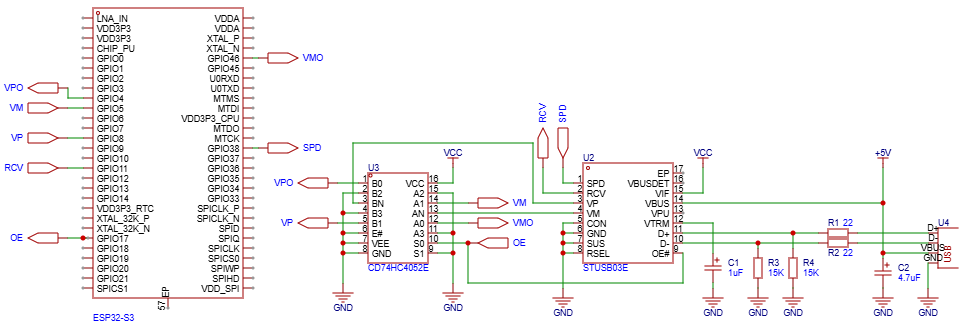 LNA_IN
VDD3P3
VDD3P3
CHIP_PU
GPIO0
GPIO1
GPIO2
GPIO3
GPIO4
GPIO5
GPIO6
GPIO7
GPIO8
GPIO9
GPIO10
GPIO11
GPIO12
GPIO13
GPIO14
VDD3P3_RTC
XTAL_32K_P
XTAL_32K_N
GPIO17
GPIO18
GPIO19
GPIO20
GPIO21
SPICS1
VDDA
VDDA
XTAL_P
XTAL_N
GPIO46
GPIO45
U0RXD
U0TXD
MTMS
MTDI
VDD3P3_CPU
MTDO
MTCK
GPIO38
GPIO37
GPIO36
GPIO35
GPIO34
GPIO33
SPICLK_P
SPICLK_N
SPID
SPIQ
SPICLK
SPICS0
SPIWP
SPIHD
VDD_SPI
57 EP
ESP32-S3
VPO
VM
VP
RCV
OE
VMO
SPD
U3
1 B0
2 B2
3 BN
4 B3
5 B1
6 E#
7 VEE
8 GND
VCC 16
A2 15
A1 14
AN 13
A0 12
A3 11
S0 10
S1 9
CD74HC4052E
VPO
VP
VCC
VM
VMO
OE
GND
GND
RCV
SPD
U2
1 SPD
2 RCV
3 VP
4 VM
5 CON
6 GND
7 SUS
8 RSEL
EP 17
VBUSDET 16
VIF 15
VBUS 14
VPU 13
VTRM 12
D+ 11
D- 10
OE# 9
STUSB03E
GND
VCC
C1
1uF
GND
R3
15K
GND
R4
15K
GND
R1 22
R2 22
+5V
C2
4.7uF
GND
U4
D+
D-
VBUS
GND
USB
GND